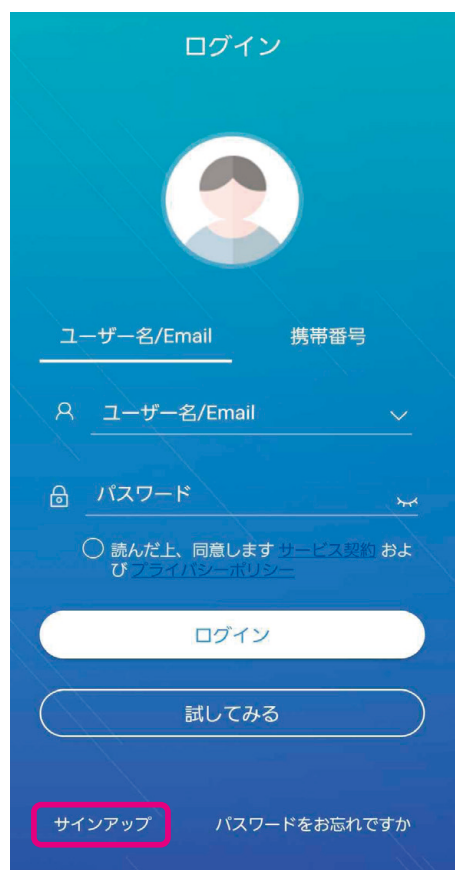 ログイン
ユーザー名/Email 携帯番号
ユーザー名/Email
パスワード
読んだ上、同意します サービス契約 およ
び プライバシーポリシー
ログイン
試してみる
サインアップ パスワードをお忘れですか